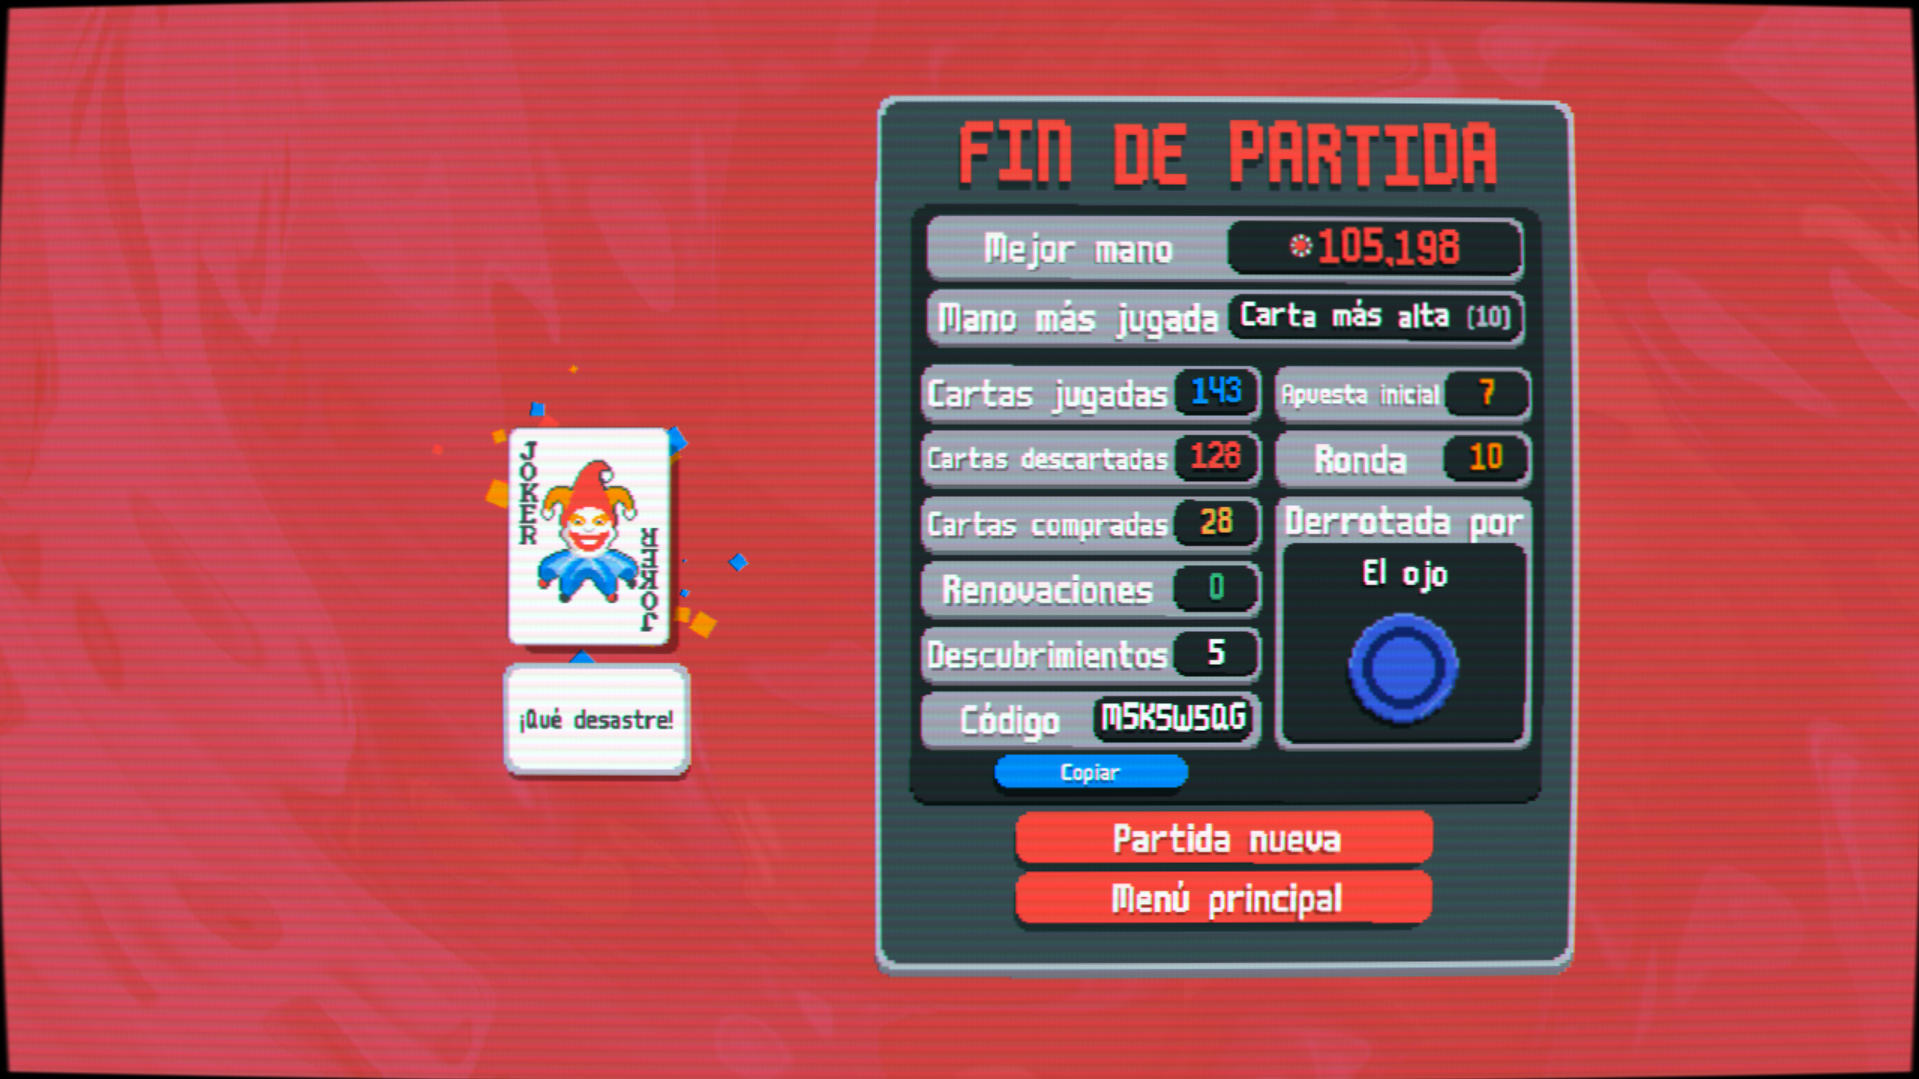 FIN DE PARTIDA
Mejor mano 105,198
Mano más jugada Carta más alta (10)
Cartas jugadas 143
Apuesta inicial 7
Cartas descartadas 128
Ronda 10
Cartas compradas 28
Derrotada por
El ojo
Renovaciones 0
Descubrimientos 5
Código M5K5W5QG
Copiar
Partida nueva
Menú principal
JOKER
JOKER
¡Qué desastre!